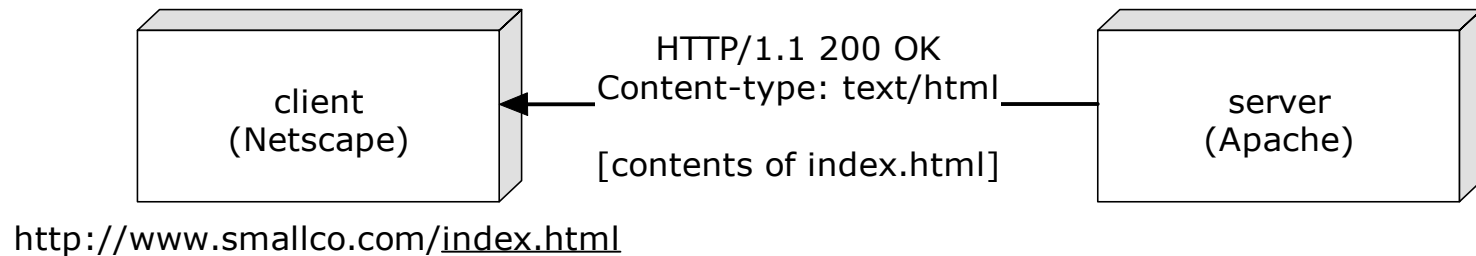 client
(Netscape)
HTTP/1.1 200 OK
Content-type: text/html
[contents of index.html]
server
(Apache)
http://www.smallco.com/index.html